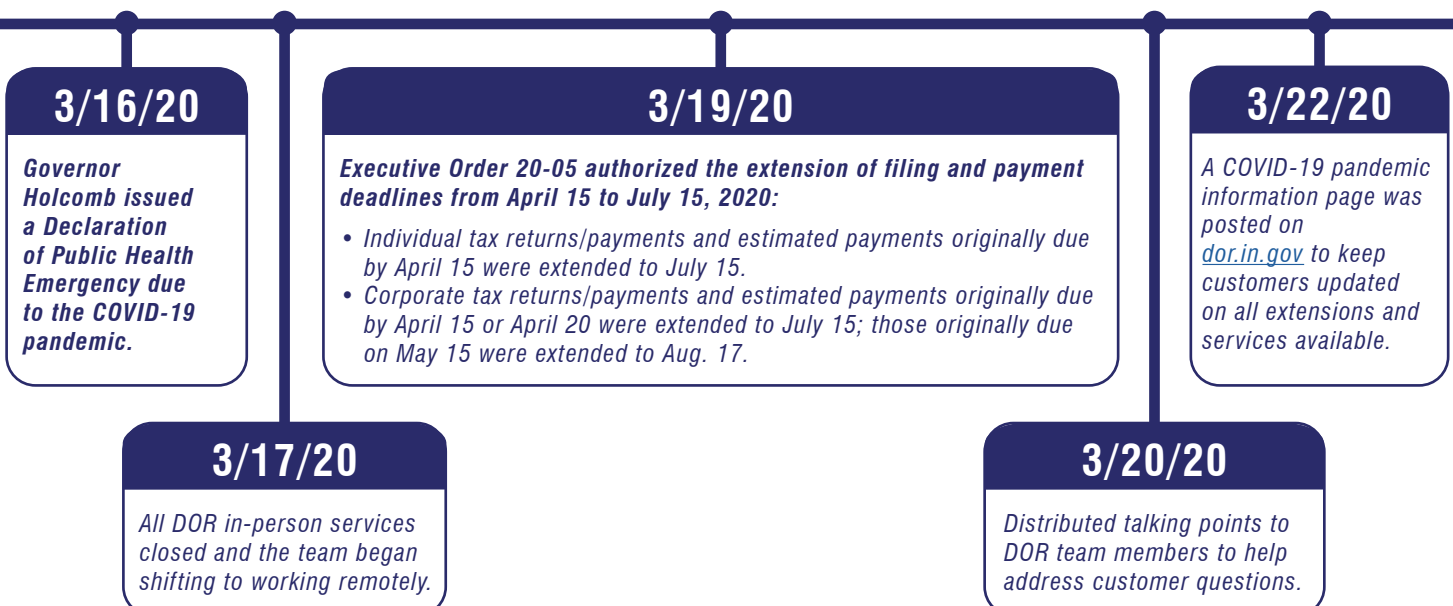 3/16/20
Governor
Holcomb issued
a Declaration
of Public Health
Emergency due
to the COVID-19
pandemic.
3/17/20
All DOR in-person services
closed and the team began
shifting to working remotely.
3/19/20
Executive Order 20-05 authorized the extension of filing and payment
deadlines from April 15 to July 15, 2020:
• Individual tax returns/payments and estimated payments originally due
by April 15 were extended to July 15.
• Corporate tax returns/payments and estimated payments originally due
by April 15 or April 20 were extended to July 15; those originally due
on May 15 were extended to Aug. 17.
3/20/20
Distributed talking points to
DOR team members to help
address customer questions.
3/22/20
A COVID-19 pandemic
information page was
posted on
dor.in.gov to keep
customers updated
on all extensions and
services available.